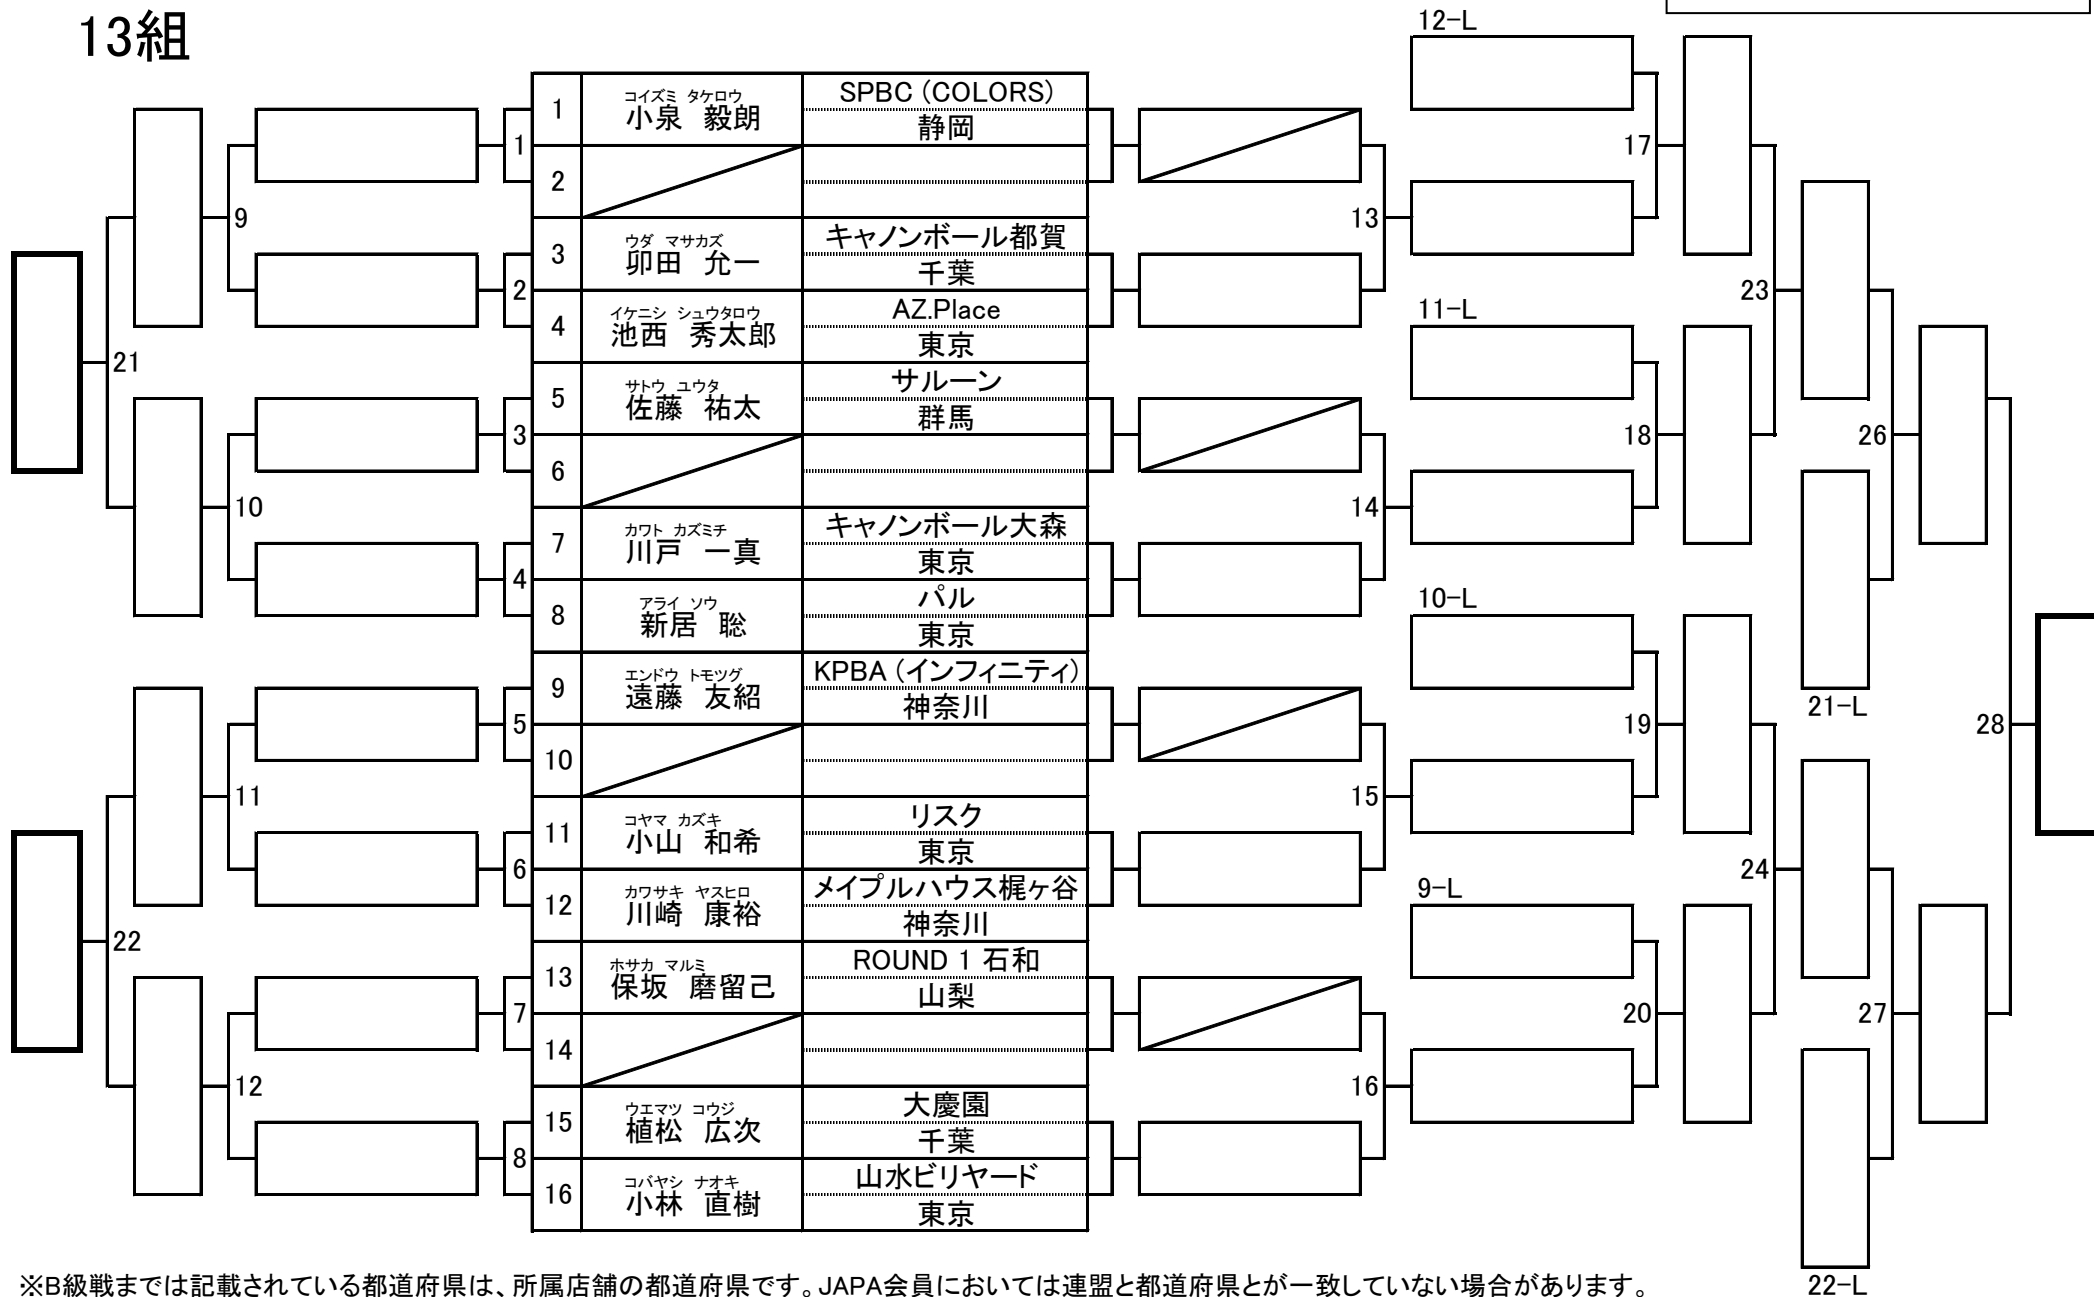 13組
12-L
1
コイズミ タケロウ
小泉 毅朗
SPBC (COLORS)
静岡
1
2
17
9
13
3
ウダ マサカズ
卯田 允一
キャノンボール都賀
千葉
2
4
イケニシ シュウタロウ
池西 秀太郎
AZ.Place
東京
23
11-L
21
5
サトウ ユウタ
佐藤 祐太
サルーン
群馬
3
6
18
26
10
14
7
カワト カズミチ
川戸 一真
キャノンボール大森
東京
4
8
アライ ソウ
新居 聡
パル
東京
10-L
9
エンドウ トモツグ
遠藤 友紹
KPBA (インフィニティ)
神奈川
21-L
5
10
19
28
11
15
11
コヤマ カズキ
小山 和希
リスク
東京
6
12
カワサキ ヤスヒロ
川崎 康裕
メイプルハウス梶ヶ谷
神奈川
24
9-L
22
13
ホサカ マルミ
保坂 磨留己
ROUND 1 石和
山梨
7
14
20
27
12
16
15
ウエマツ コウジ
植松 広次
大慶園
千葉
8
16
コバヤシ ナオキ
小林 直樹
山水ビリヤード
東京
22-L
※B級戦までは記載されている都道府県は、所属店舗の都道府県です。JAPA会員においては連盟と都道府県とが一致していない場合があります。